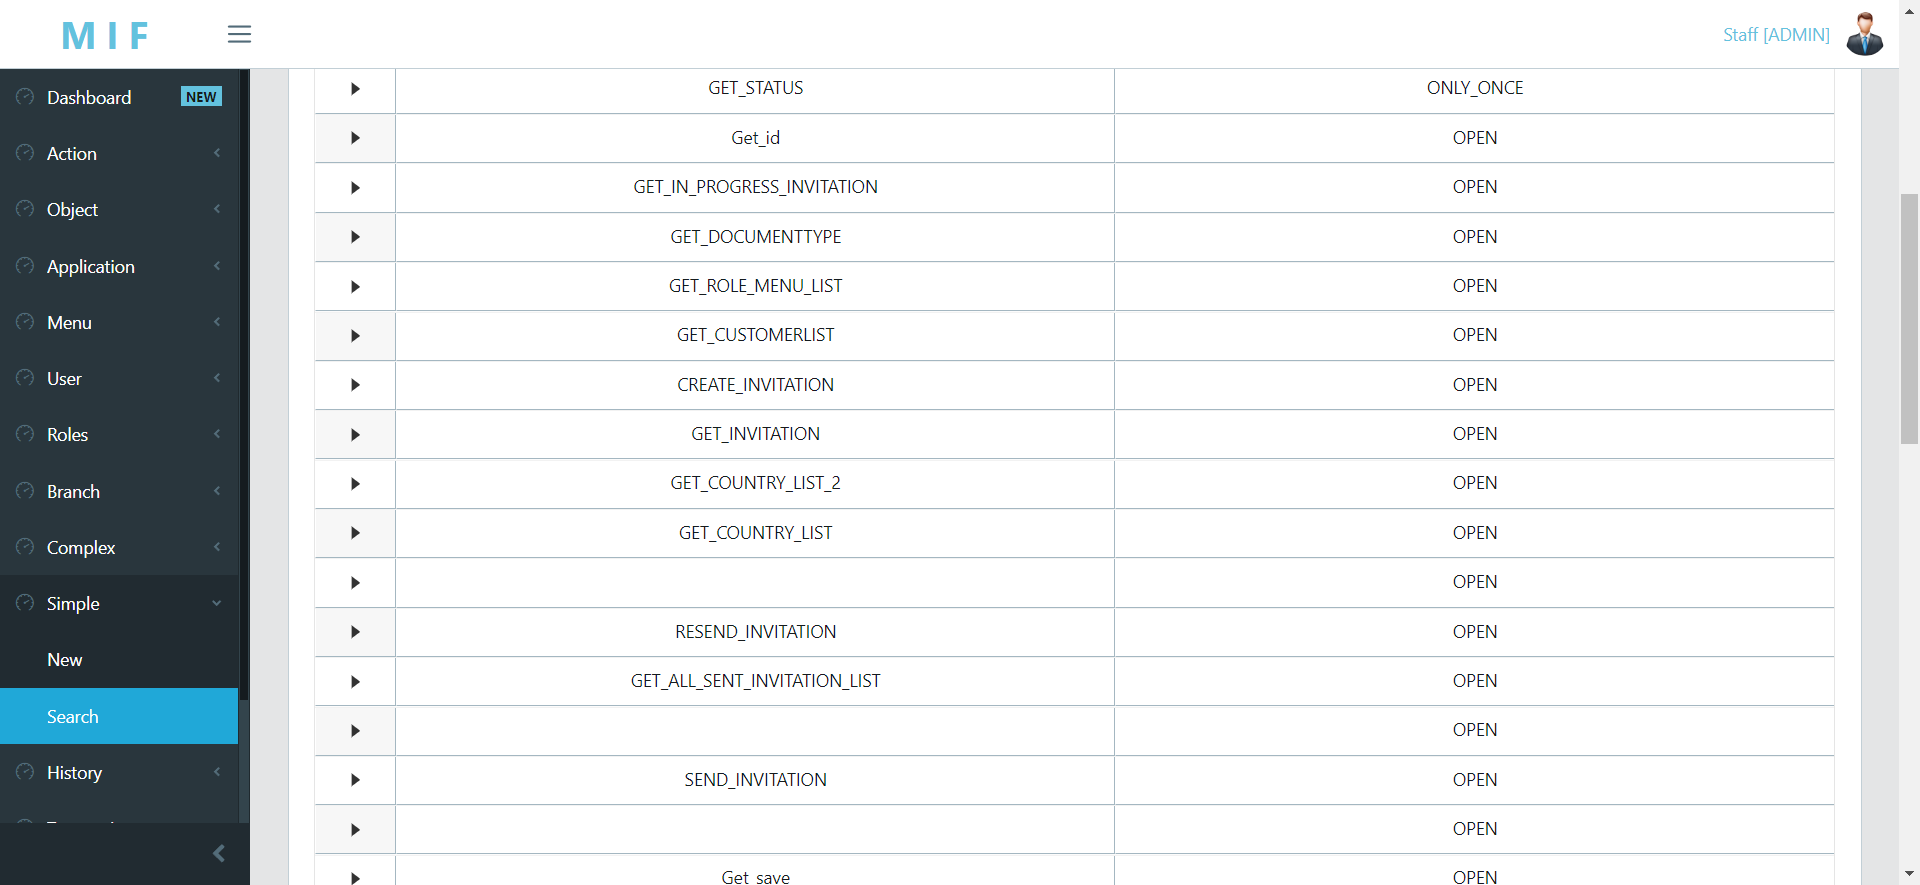 M I F
Staff [ADMIN]
Dashboard NEW
Action
Object
Application
Menu
User
Roles
Branch
Complex
Simple
New
Search
History
GET_STATUS ONLY_ONCE
Get_id OPEN
GET_IN_PROGRESS_INVITATION OPEN
GET_DOCUMENTTYPE OPEN
GET_ROLE_MENU_LIST OPEN
GET_CUSTOMERLIST OPEN
CREATE_INVITATION OPEN
GET_INVITATION OPEN
GET_COUNTRY_LIST_2 OPEN
GET_COUNTRY_LIST OPEN
OPEN
RESEND_INVITATION OPEN
GET_ALL_SENT_INVITATION_LIST OPEN
OPEN
SEND_INVITATION OPEN
OPEN
Get_save OPEN